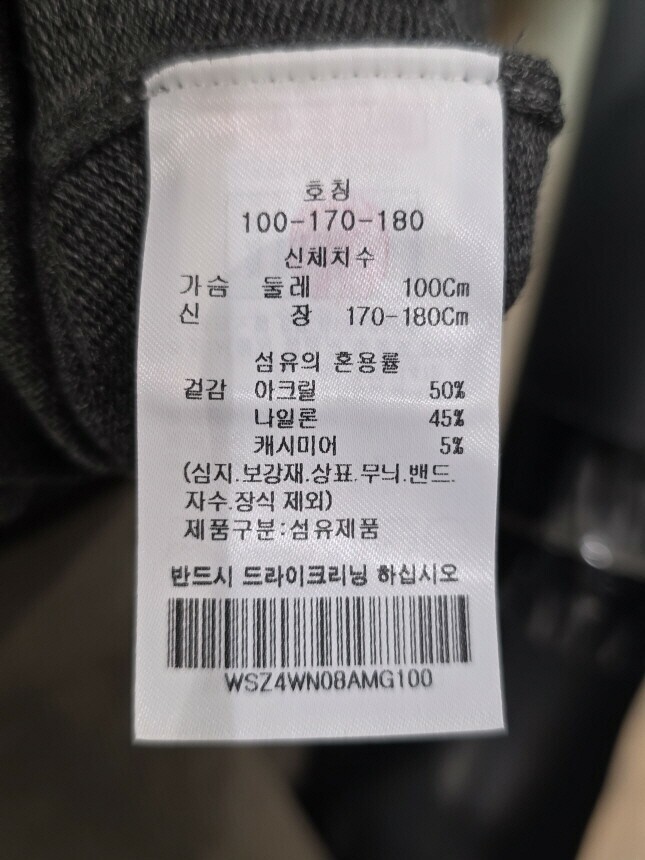 호칭
100-170-180
신체치수
가슴 둘레 100Cm
신 장 170-180Cm
섬유의 혼용률
겉감 아크릴 50%
나일론 45%
캐시미어 5%
(심지.보강재.상표.무늬.밴드.
자수.장식 제외)
제품구분:섬유제품
반드시 드라이크리닝 하십시오
WSZ4WN08AMG100